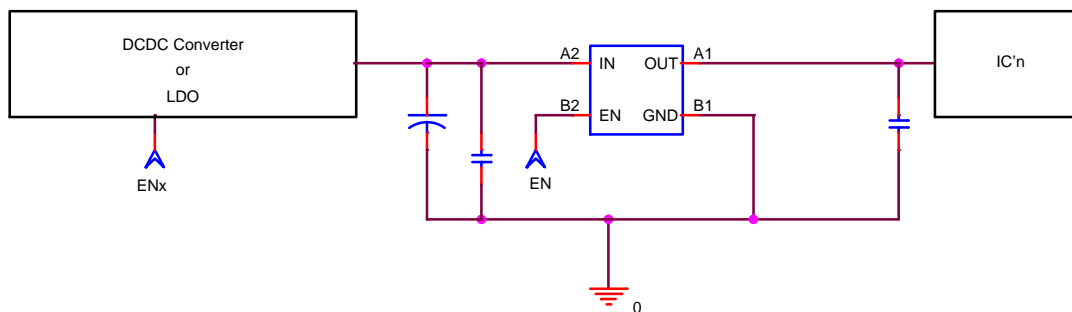 DCDC Converter
or
LDO
ENx
A2
IN
OUT
A1
B2
EN
GND
B1
EN
IC'n
0